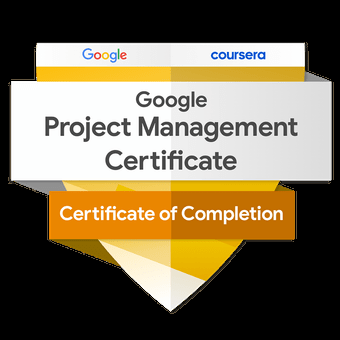 Google coursera
Google
Project Management
Certificate
Certificate of Completion